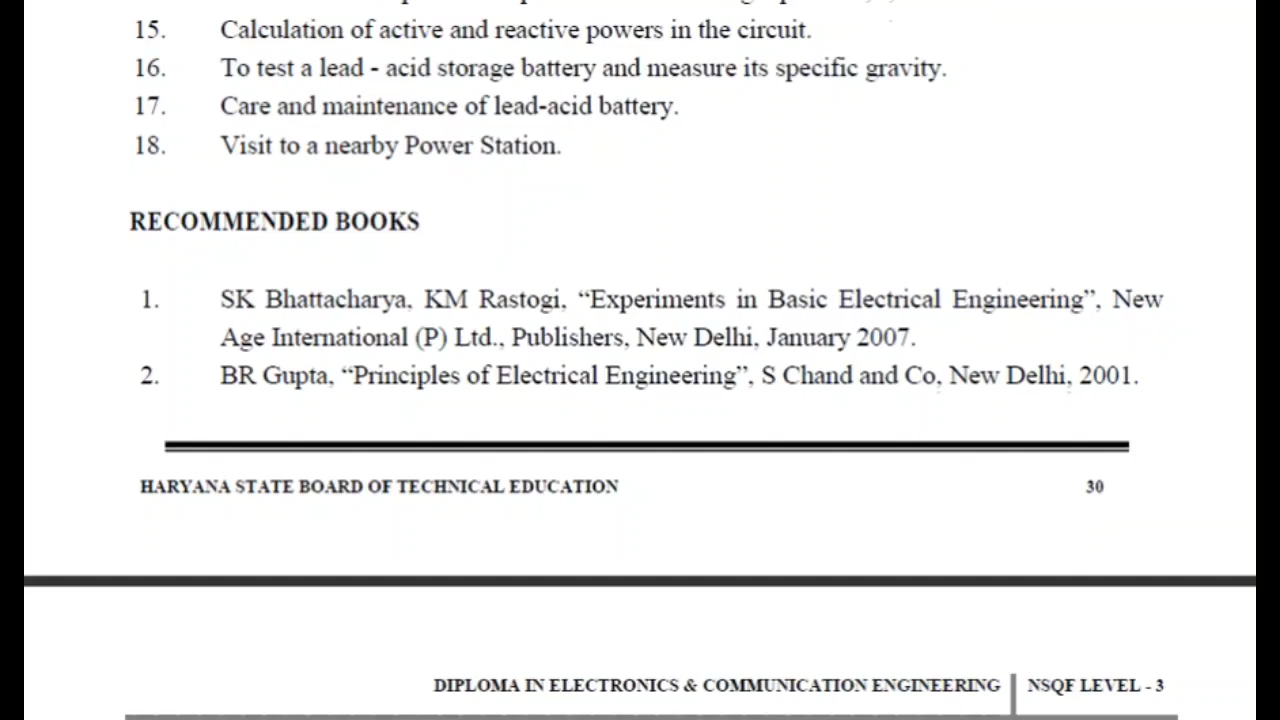 15. Calculation of active and reactive powers in the circuit.
16. To test a lead - acid storage battery and measure its specific gravity.
17. Care and maintenance of lead-acid battery.
18. Visit to a nearby Power Station.
RECOMMENDED BOOKS
1. SK Bhattacharya, KM Rastogi, “Experiments in Basic Electrical Engineering”, New
Age International (P) Ltd., Publishers, New Delhi, January 2007.
2. BR Gupta, “Principles of Electrical Engineering”, S Chand and Co, New Delhi, 2001.
HARYANA STATE BOARD OF TECHNICAL EDUCATION 30
DIPLOMA IN ELECTRONICS & COMMUNICATION ENGINEERING NSQF LEVEL - 3